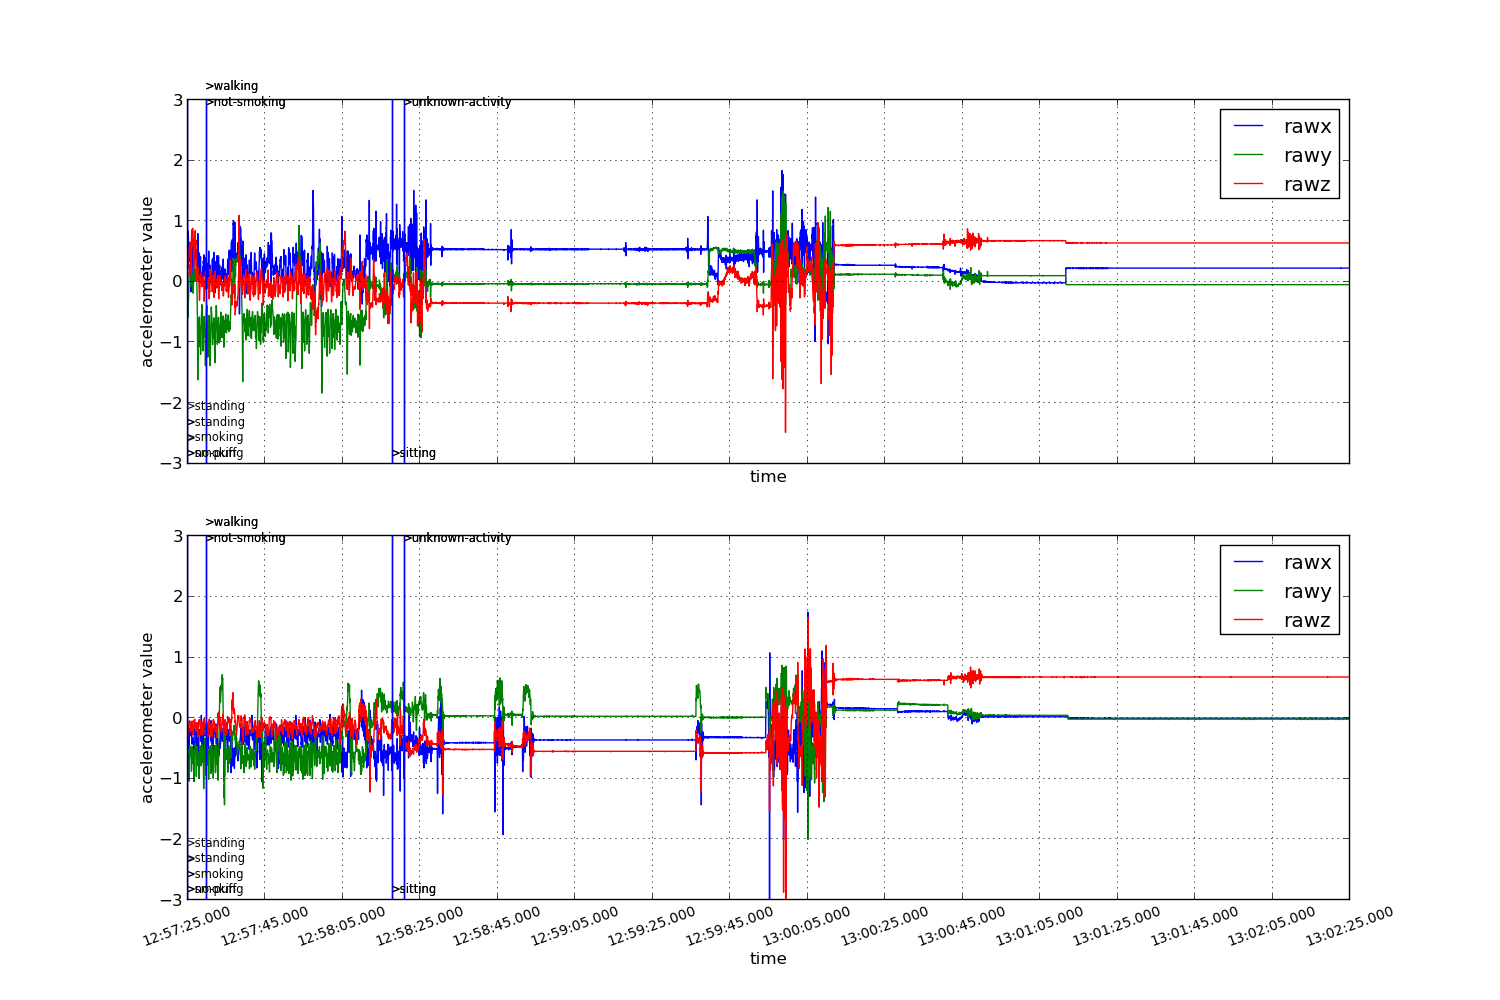 >walking
>not-smoking >unknown-activity
3
2
1
0
−1
−2
−3
accelerometer value
rawx
rawy
rawz
>standing
>standing
>smoking
>sitting
time
>walking
>not-smoking >unknown-activity
3
2
1
0
−1
−2
−3
accelerometer value
rawx
rawy
rawz
>standing
>standing
>smoking
>sitting
12:57:25.000 12:57:45.000 12:58:05.000 12:58:25.000 12:58:45.000 12:59:05.000 12:59:25.000 12:59:45.000 13:00:05.000 13:00:25.000 13:00:45.000 13:01:05.000 13:01:25.000 13:01:45.000 13:02:05.000 13:02:25.000
time